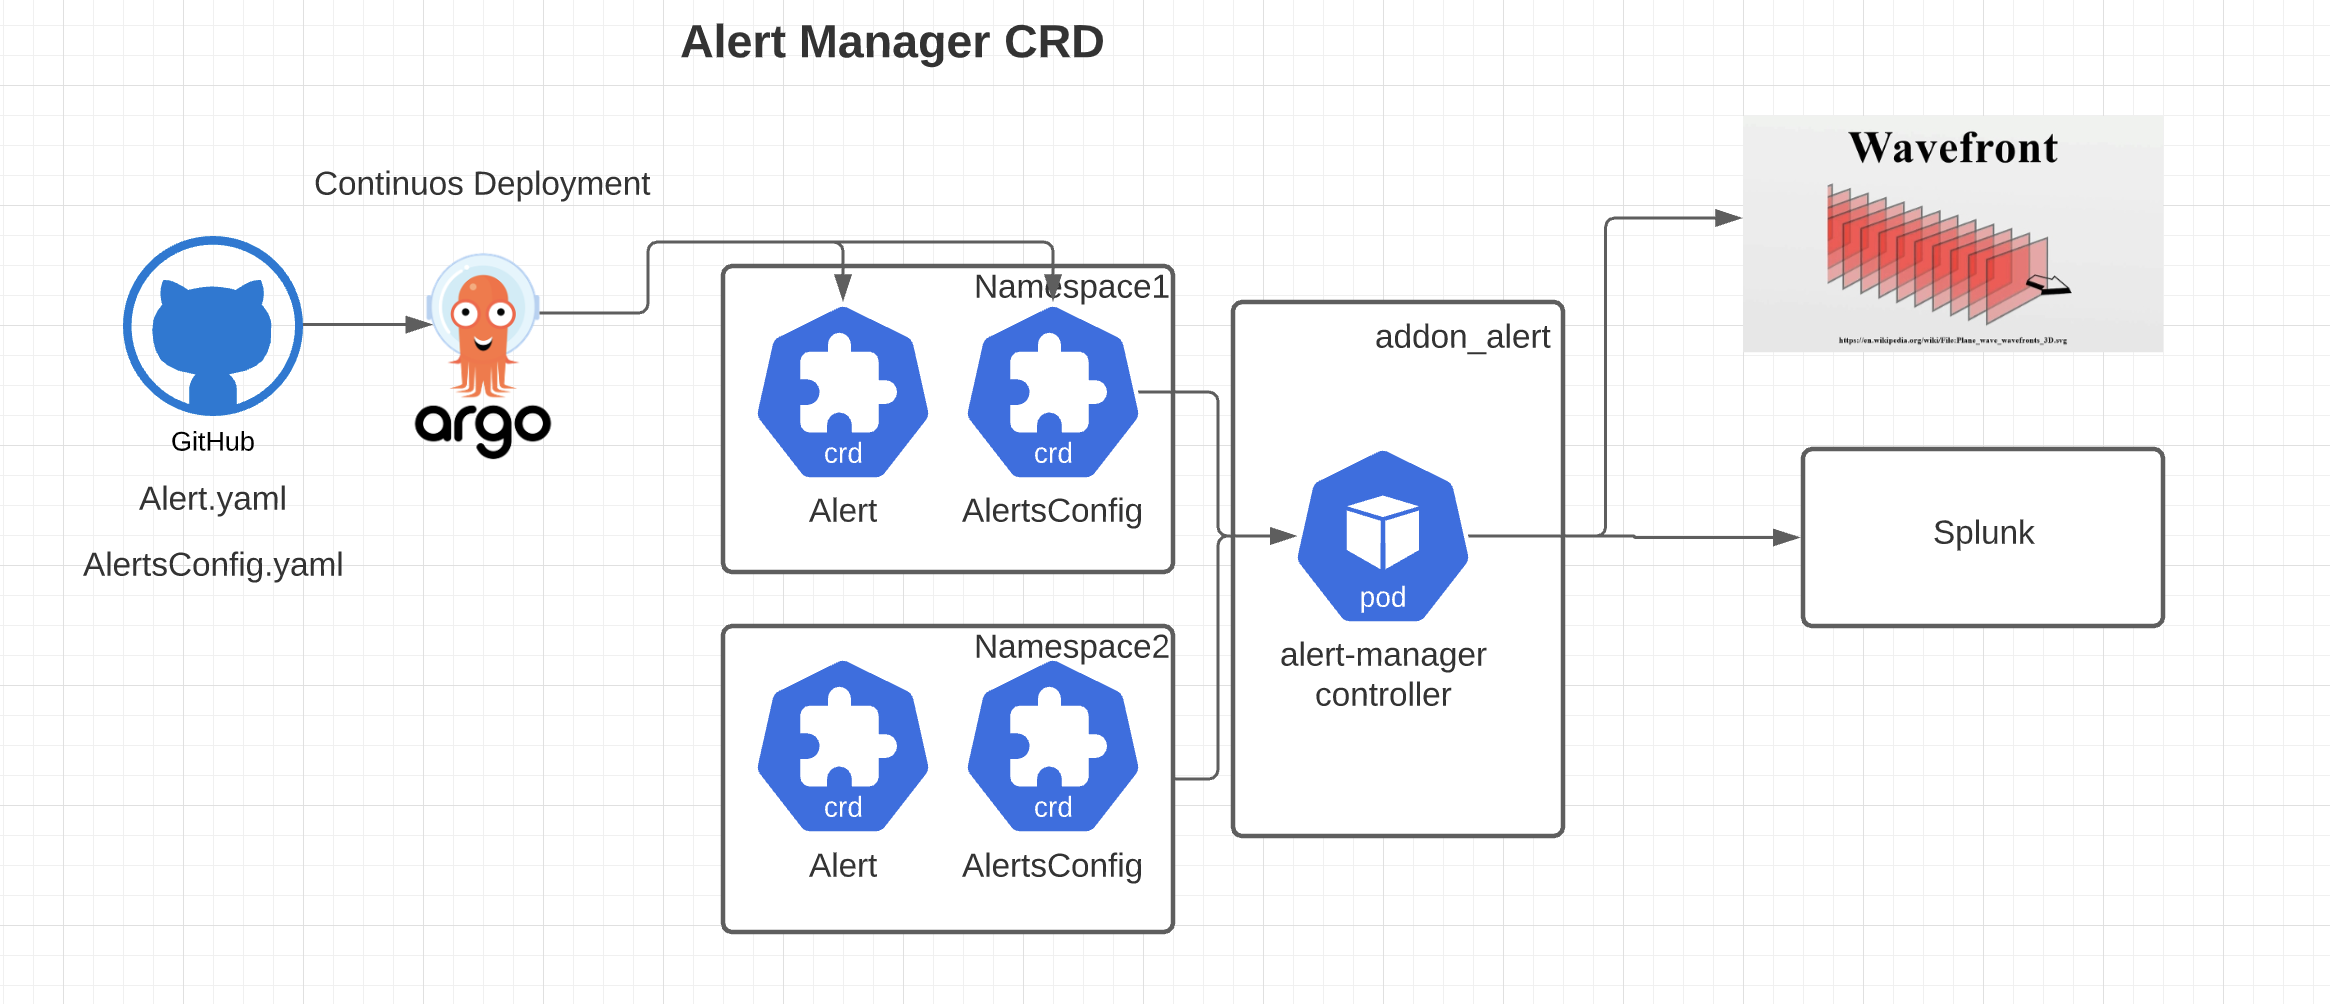 Alert Manager CRD
Continuos Deployment
GitHub
Alert.yaml
AlertsConfig.yaml
argo
Namespace1
crd
Alert
crd
AlertsConfig
Namespace2
crd
Alert
crd
AlertsConfig
addon_alert
pod
alert-manager
controller
Wavefront
https://en.wikipedia.org/wiki/File:Plane_wave_wavefronts_3D.svg
Splunk